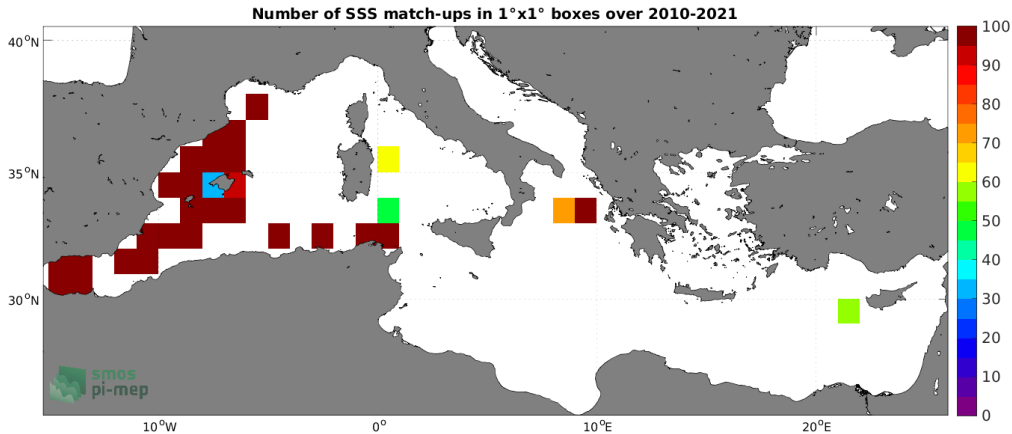 Number of SSS match-ups in 1°x1° boxes over 2010-2021
40°N
35°N
30°N
10°W
0°
10°E
20°E
100
90
80
70
60
50
40
30
20
10
0
smos
pi-mep